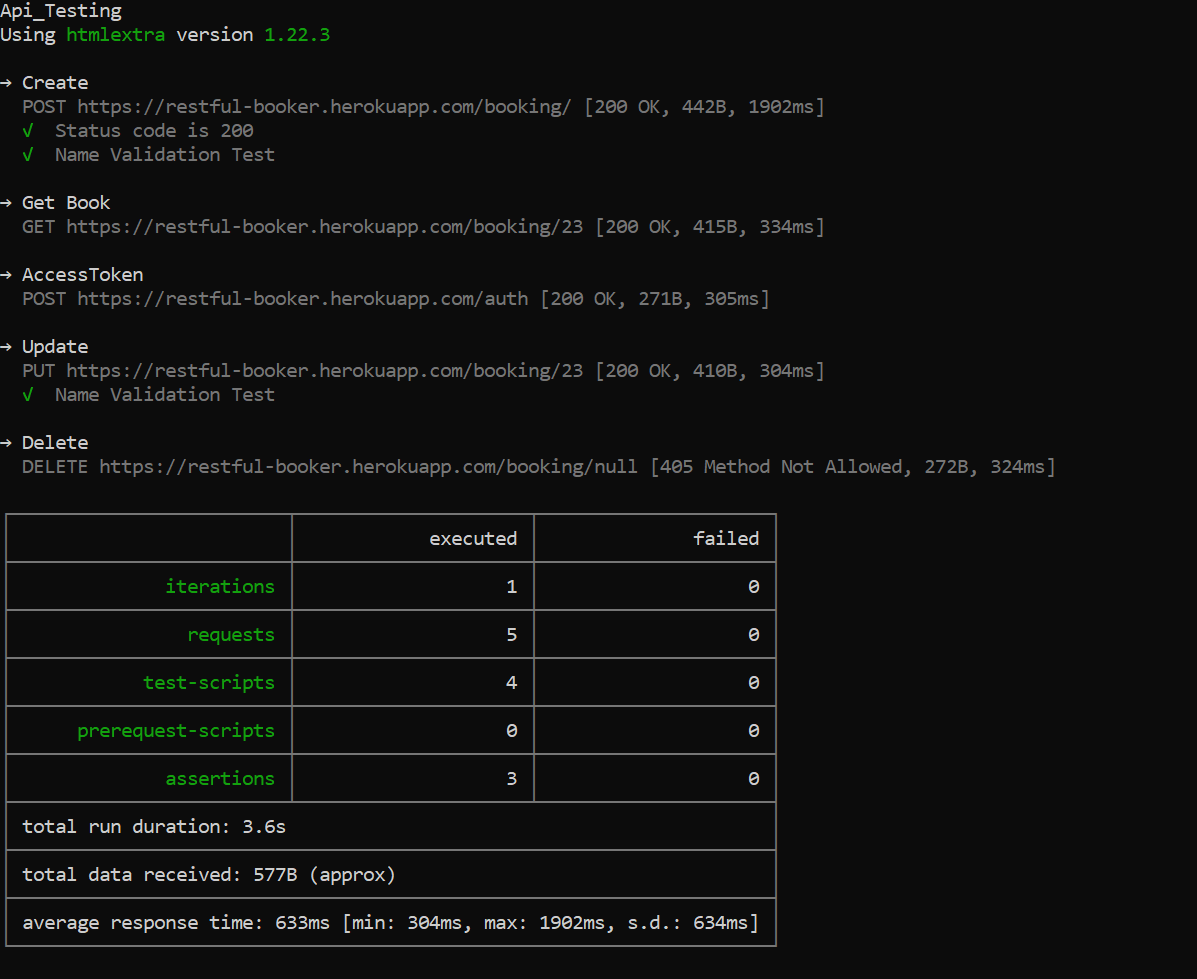 Api_Testing
Using htmlextra version 1.22.3
→ Create
POST https://restful-booker.herokuapp.com/booking/ [200 OK, 442B, 1902ms]
√ Status code is 200
√ Name Validation Test
→ Get Book
GET https://restful-booker.herokuapp.com/booking/23 [200 OK, 415B, 334ms]
→ AccessToken
POST https://restful-booker.herokuapp.com/auth [200 OK, 271B, 305ms]
→ Update
PUT https://restful-booker.herokuapp.com/booking/23 [200 OK, 410B, 304ms]
√ Name Validation Test
→ Delete
DELETE https://restful-booker.herokuapp.com/booking/null [405 Method Not Allowed, 272B, 324ms]
executed failed
iterations 1 0
requests 5 0
test-scripts 4 0
prerequest-scripts 0 0
assertions 3 0
total run duration: 3.6s
total data received: 577B (approx)
average response time: 633ms [min: 304ms, max: 1902ms, s.d.: 634ms]